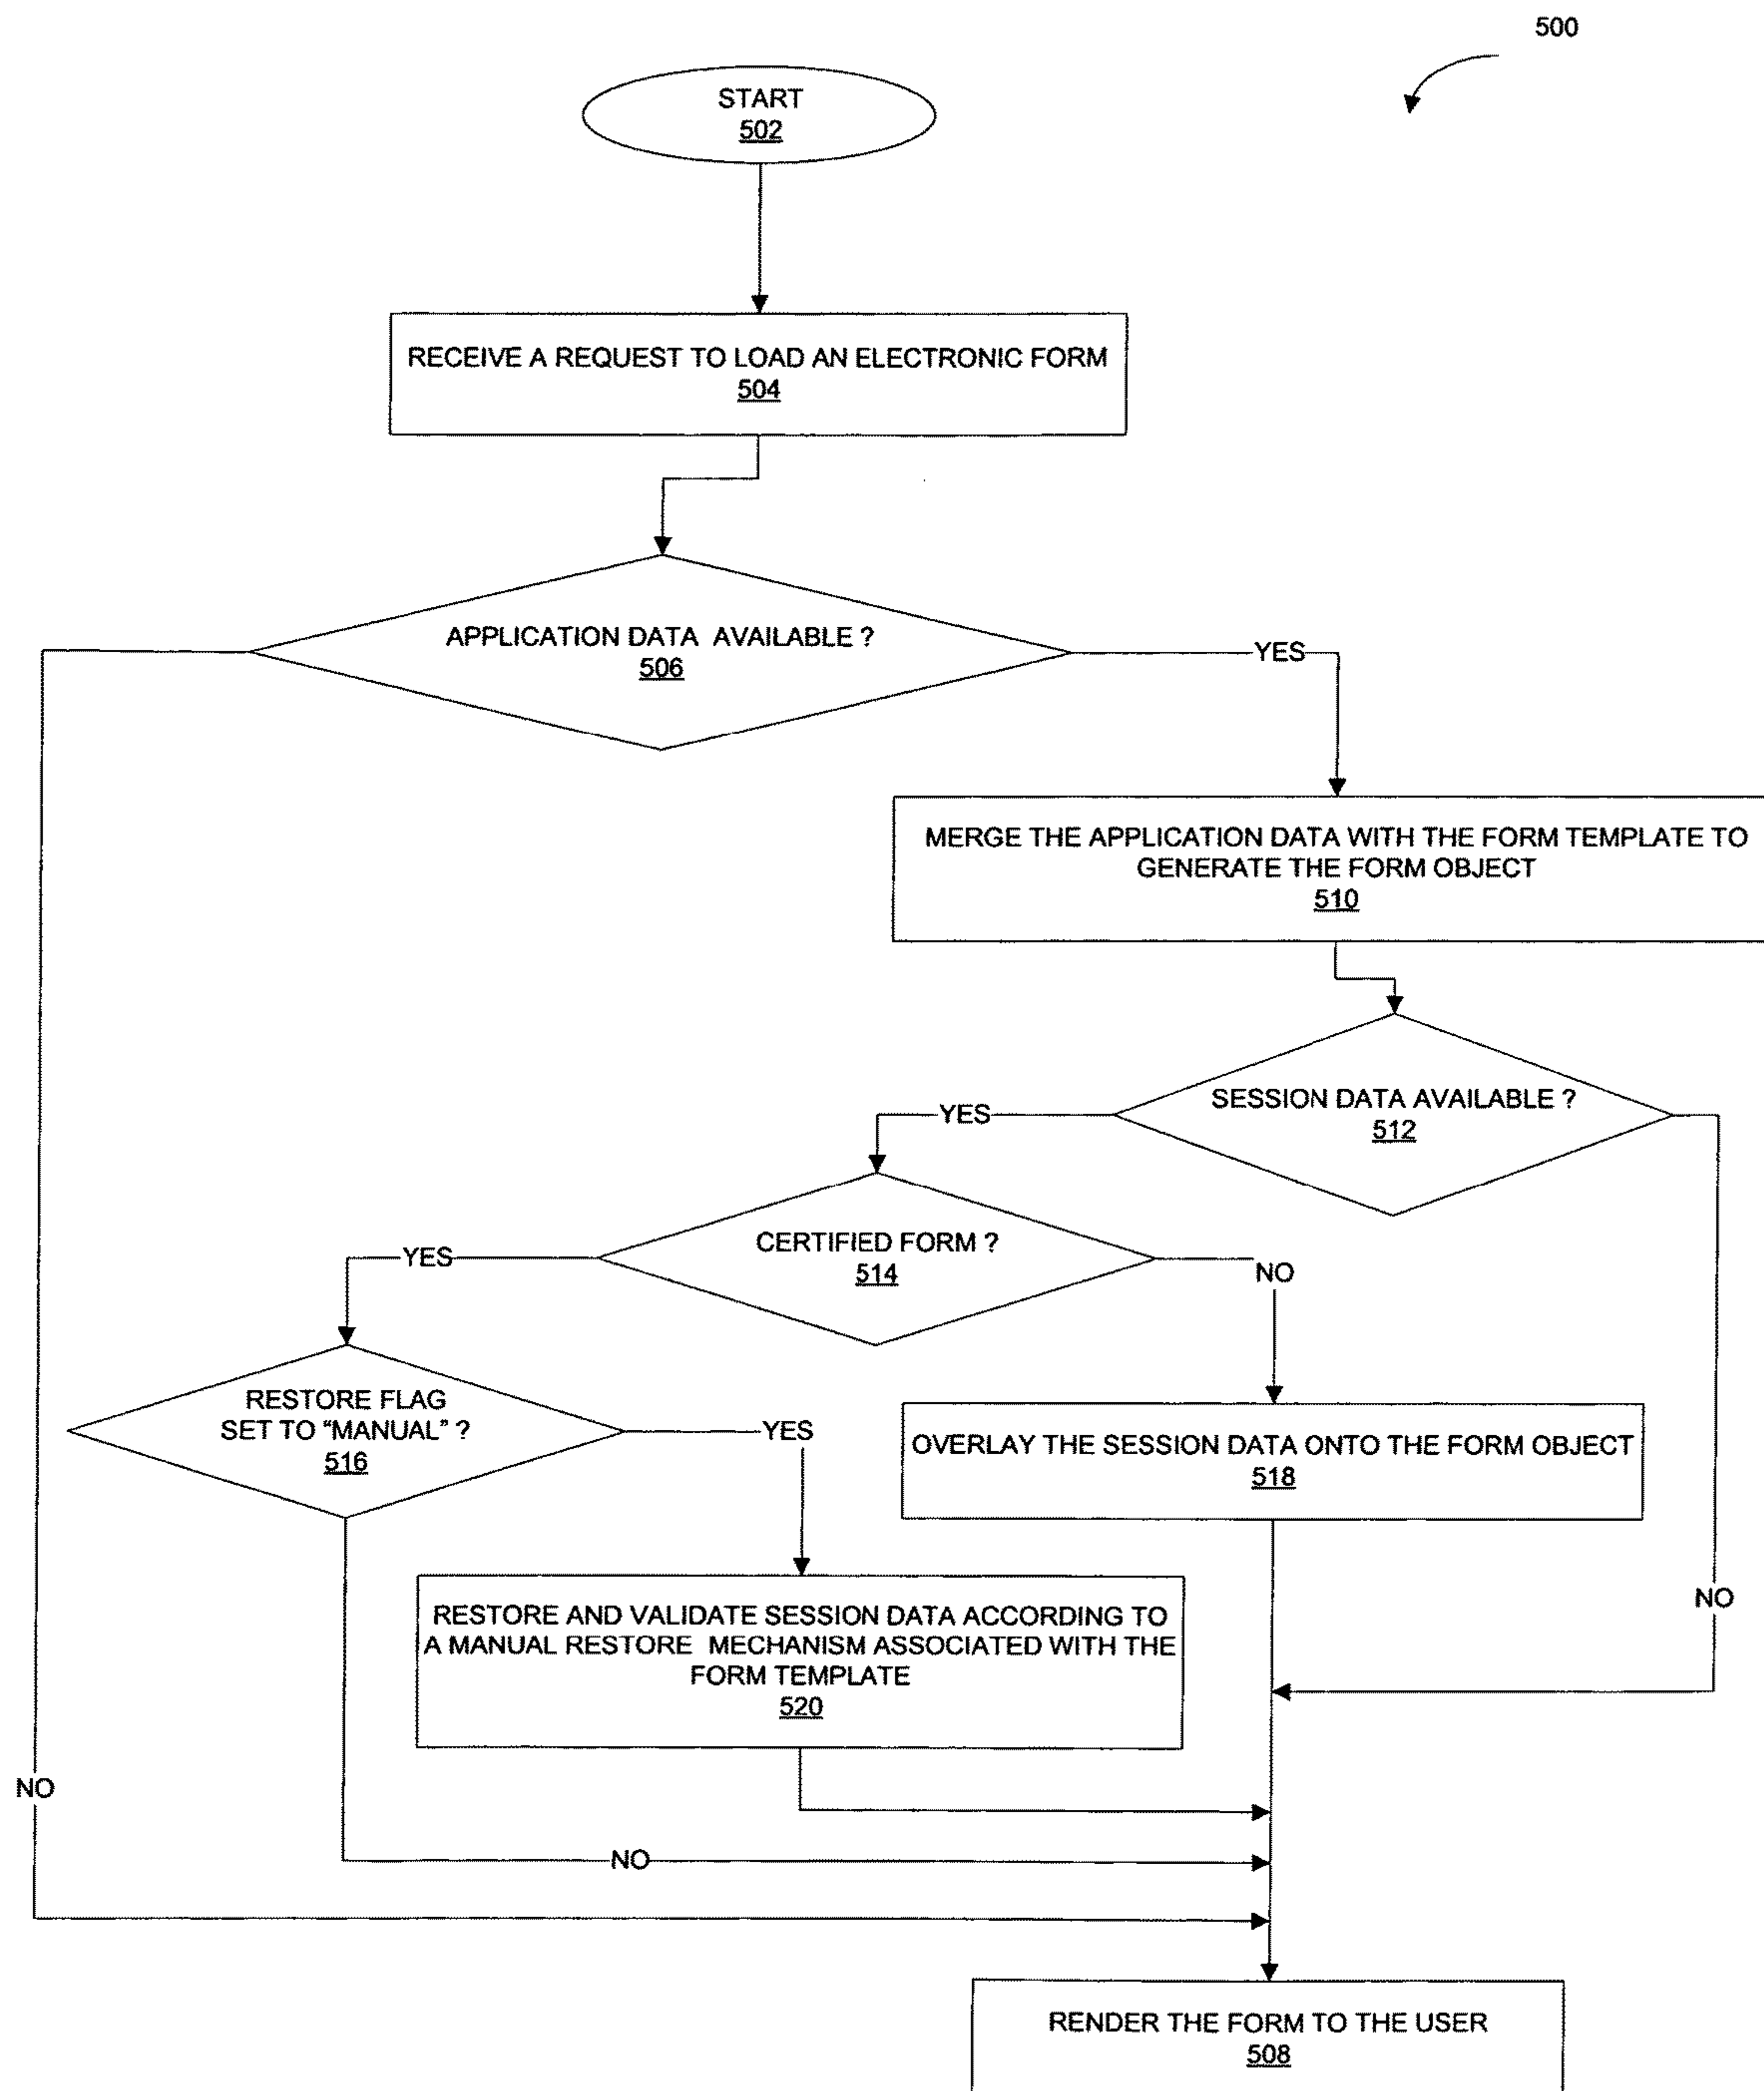 500
START
502
RECEIVE A REQUEST TO LOAD AN ELECTRONIC FORM
504
APPLICATION DATA AVAILABLE ?
506
YES
MERGE THE APPLICATION DATA WITH THE FORM TEMPLATE TO
GENERATE THE FORM OBJECT
510
SESSION DATA AVAILABLE ?
512
YES
CERTIFIED FORM ?
514
YES
NO
RESTORE FLAG
SET TO “MANUAL” ?
516
YES
OVERLAY THE SESSION DATA ONTO THE FORM OBJECT
518
NO
RESTORE AND VALIDATE SESSION DATA ACCORDING TO
A MANUAL RESTORE MECHANISM ASSOCIATED WITH THE
FORM TEMPLATE
520
NO
NO
RENDER THE FORM TO THE USER
508